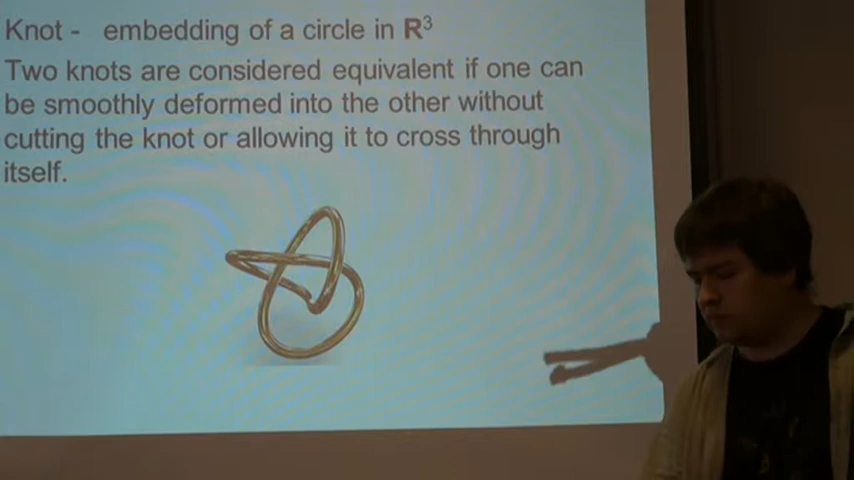 Knot - embedding of a circle in R³
Two knots are considered equivalent if one can
be smoothly deformed into the other without
cutting the knot or allowing it to cross through
itself.